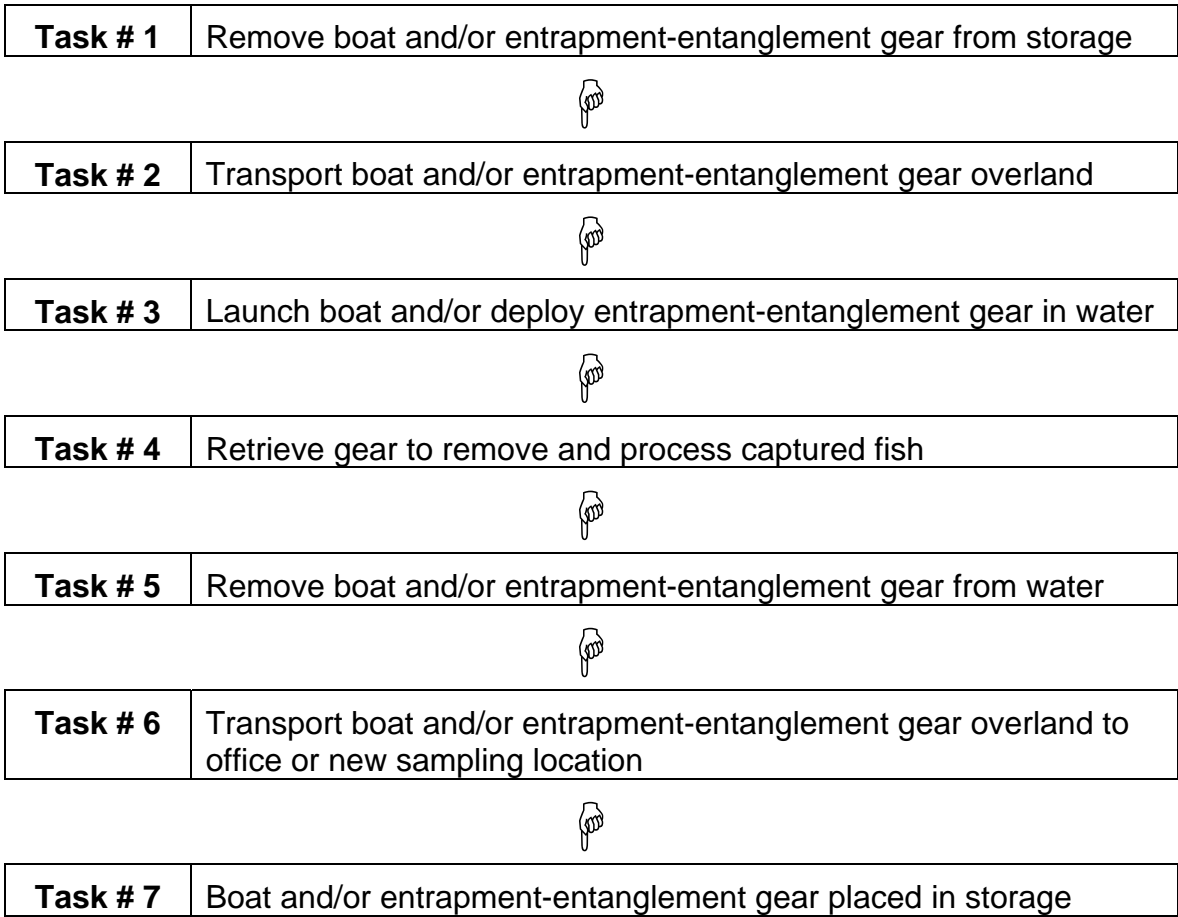 Task # 1 Remove boat and/or entrapment-entanglement gear from storage
Task # 2 Transport boat and/or entrapment-entanglement gear overland
Task # 3 Launch boat and/or deploy entrapment-entanglement gear in water
Task # 4 Retrieve gear to remove and process captured fish
Task # 5 Remove boat and/or entrapment-entanglement gear from water
Task # 6 Transport boat and/or entrapment-entanglement gear overland to
office or new sampling location
Task # 7 Boat and/or entrapment-entanglement gear placed in storage